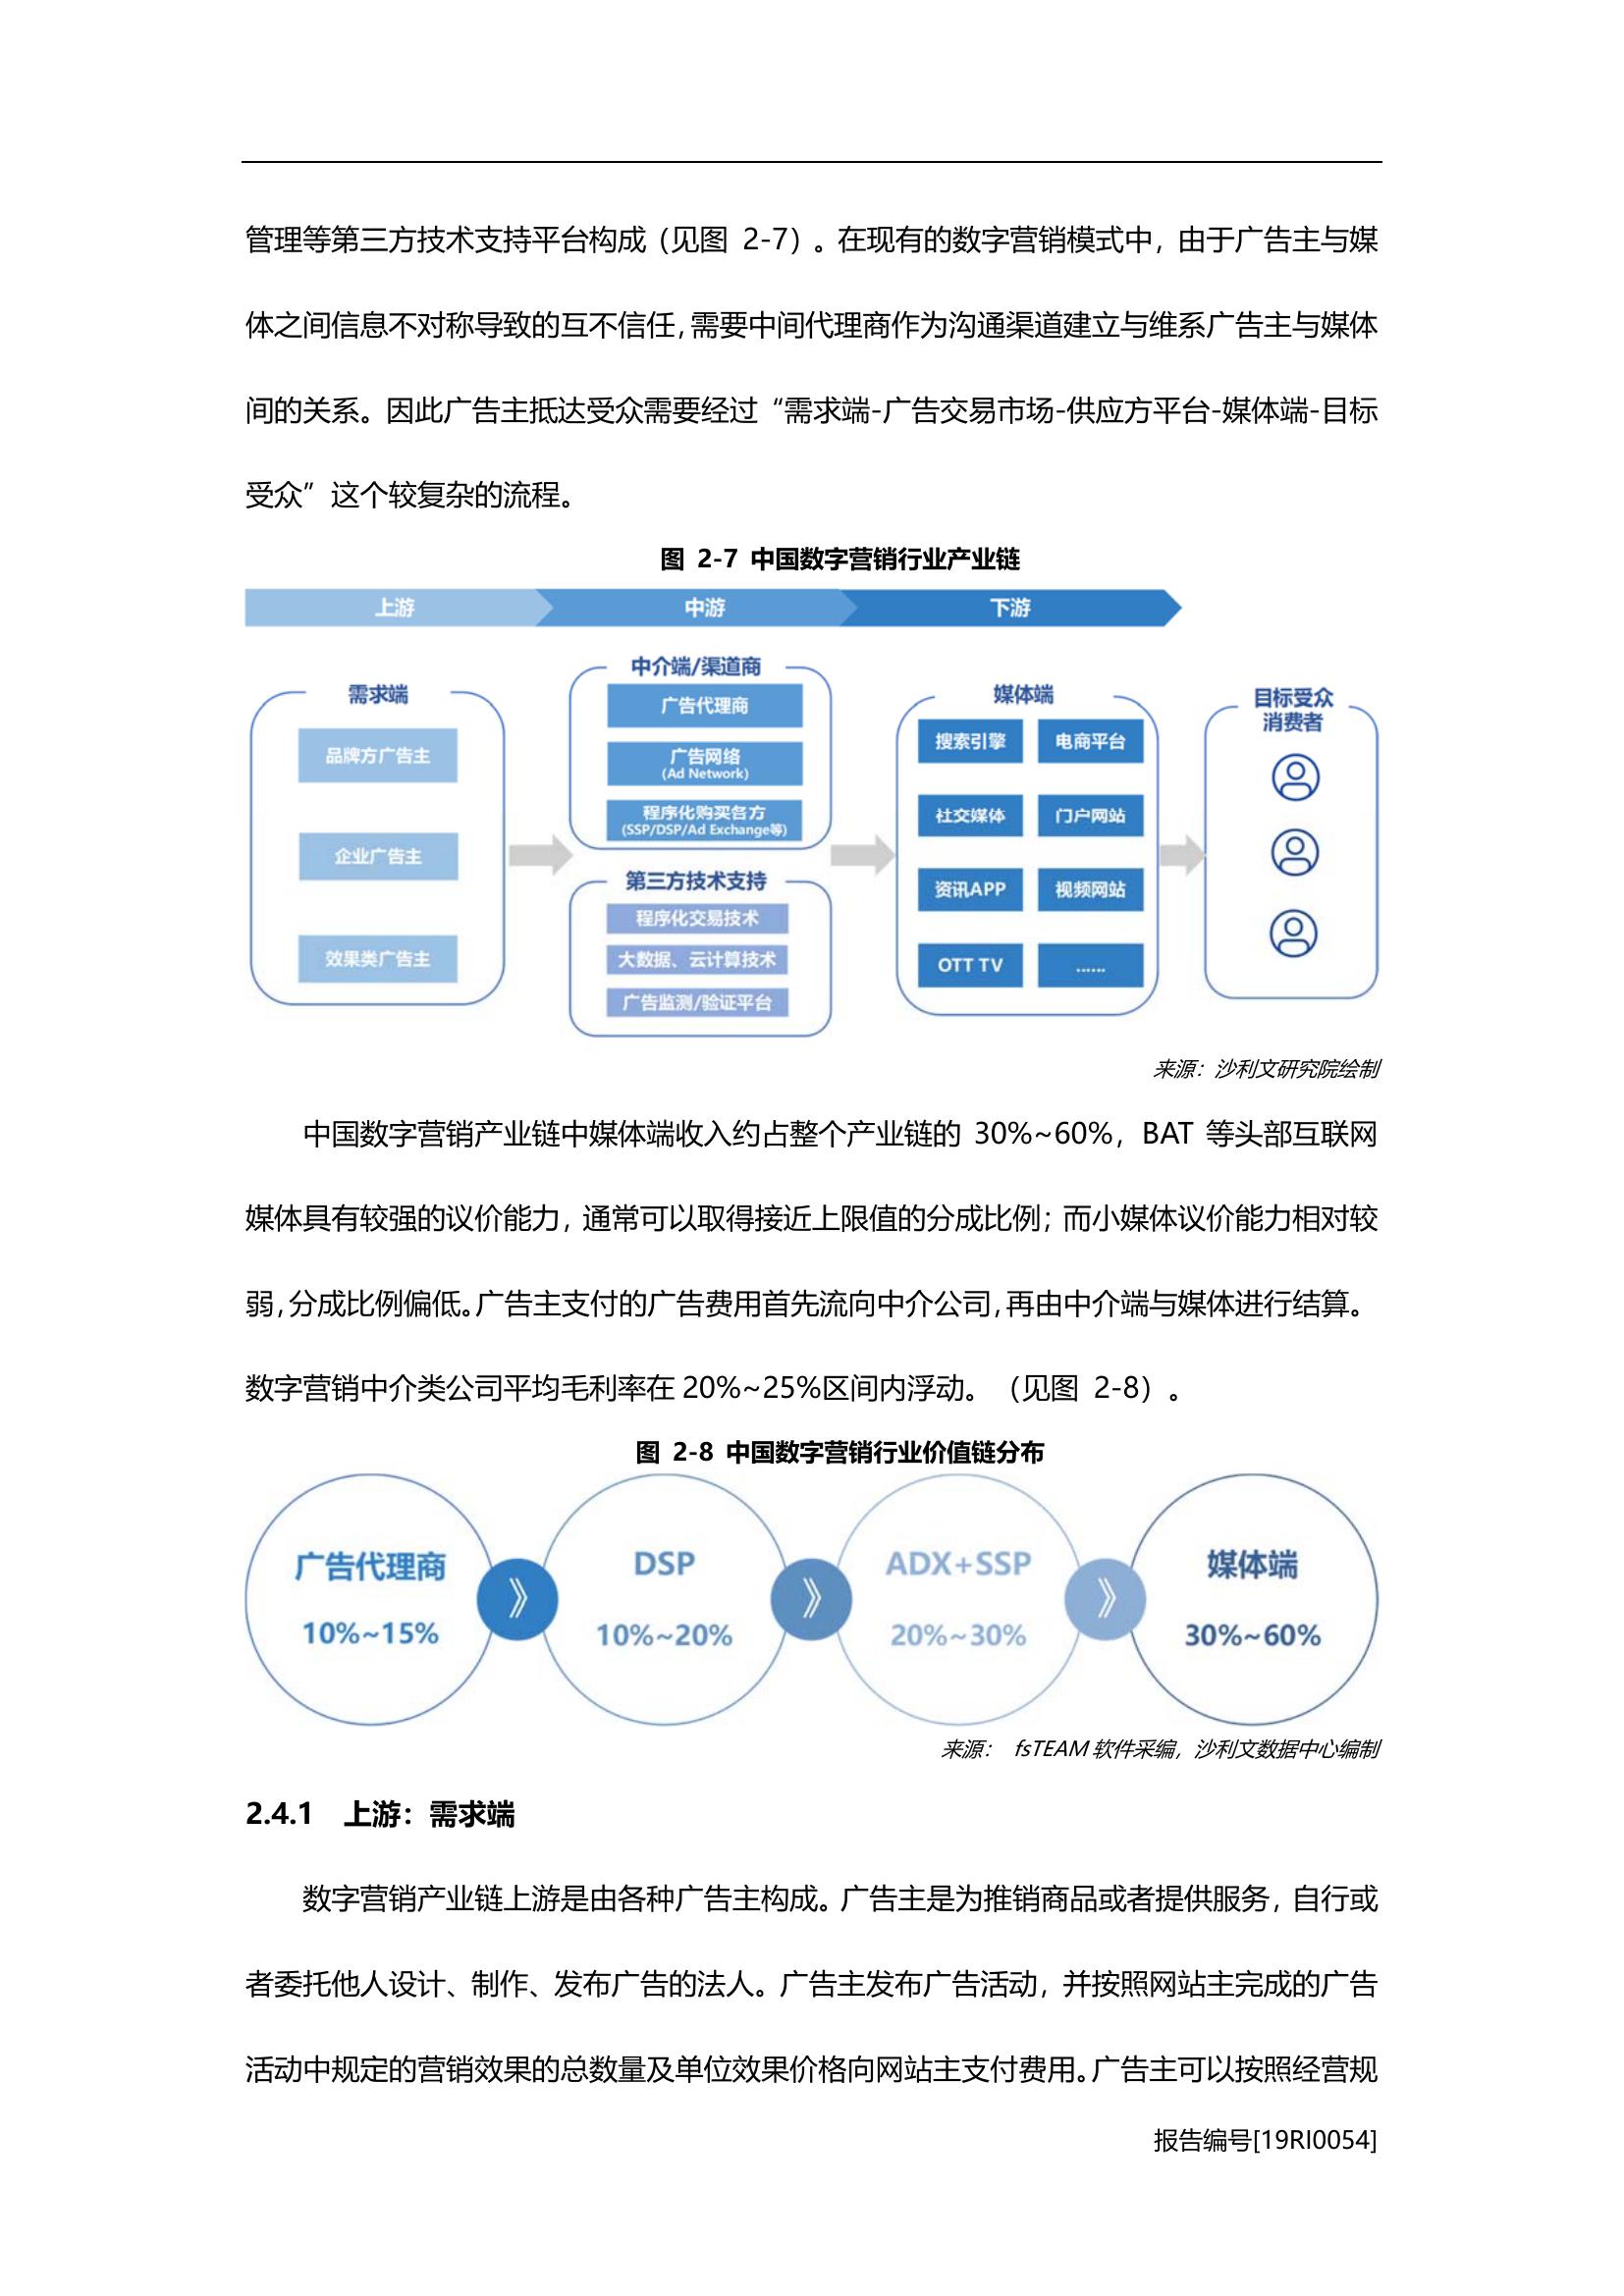 管理等第三方技术支持平台构成（见图 2-7）。在现有的数字营销模式中，由于广告主与媒
体之间信息不对称导致的互不信任，需要中间代理商作为沟通渠道建立与维系广告主与媒体
间的关系。因此广告主抵达受众需要经过“需求端-广告交易市场-供应方平台-媒体端-目标
受众”这个较复杂的流程。
图 2-7 中国数字营销行业产业链
上游
中游
下游
需求端
品牌方广告主
企业广告主
效果类广告主
中介端/渠道商
广告代理商
广告网络
(Ad Network)
程序化购买各方
(SSP/DSP/Ad Exchange等)
第三方技术支持
程序化交易技术
大数据、云计算技术
广告监测/验证平台
媒体端
搜索引擎 电商平台
社交媒体 门户网站
资讯APP 视频网站
OTT TV ......
目标受众
消费者
来源：沙利文研究院绘制
中国数字营销产业链中媒体端收入约占整个产业链的 30%~60%，BAT 等头部互联网
媒体具有较强的议价能力，通常可以取得接近上限值的分成比例；而小媒体议价能力相对较
弱，分成比例偏低。广告主支付的广告费用首先流向中介公司，再由中介端与媒体进行结算。
数字营销中介类公司平均毛利率在 20%~25%区间内浮动。（见图 2-8）。
图 2-8 中国数字营销行业价值链分布
广告代理商
10%~15%
》
DSP
10%~20%
》
ADX+SSP
20%~30%
》
媒体端
30%~60%
来源： fsTEAM 软件采编，沙利文数据中心编制
2.4.1 上游：需求端
数字营销产业链上游是由各种广告主构成。广告主是为推销商品或者提供服务，自行或
者委托他人设计、制作、发布广告的法人。广告主发布广告活动，并按照网站主完成的广告
活动中规定的营销效果的总数量及单位效果价格向网站主支付费用。广告主可以按照经营规
报告编号[19RI0054]